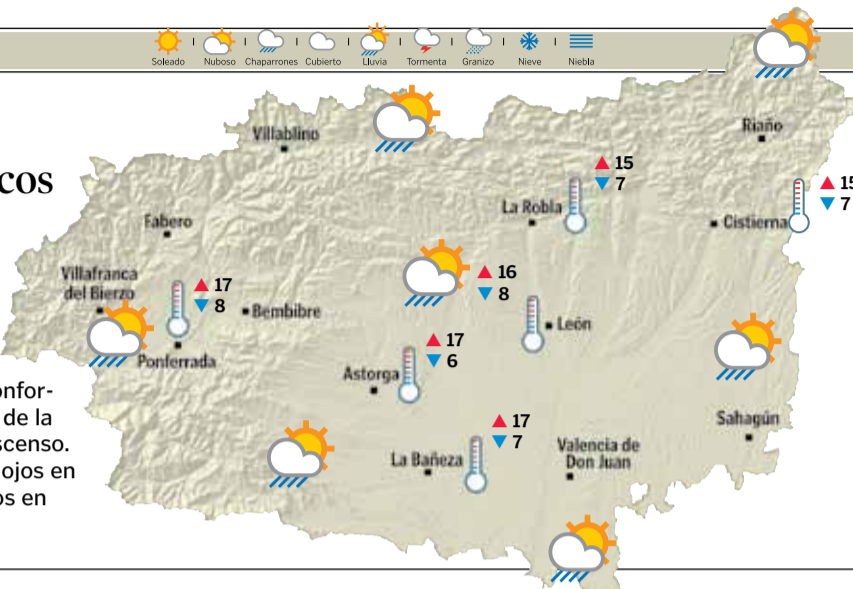 Soleado Nuboso Chaparrones Cubierto Lluvia Tormenta Granizo Nieve Niebla
cos
Villablino
Riaño
15
7
La Robla
15
7
Cistierna
Fabero
Villafranca
del Bierzo
17
8
Bembibre
Ponferrada
16
8
León
17
6
Astorga
onfor-
de la
scenso.
ojos en
os en
17
7
La Bañeza
Valencia de
Don Juan
Sahagún